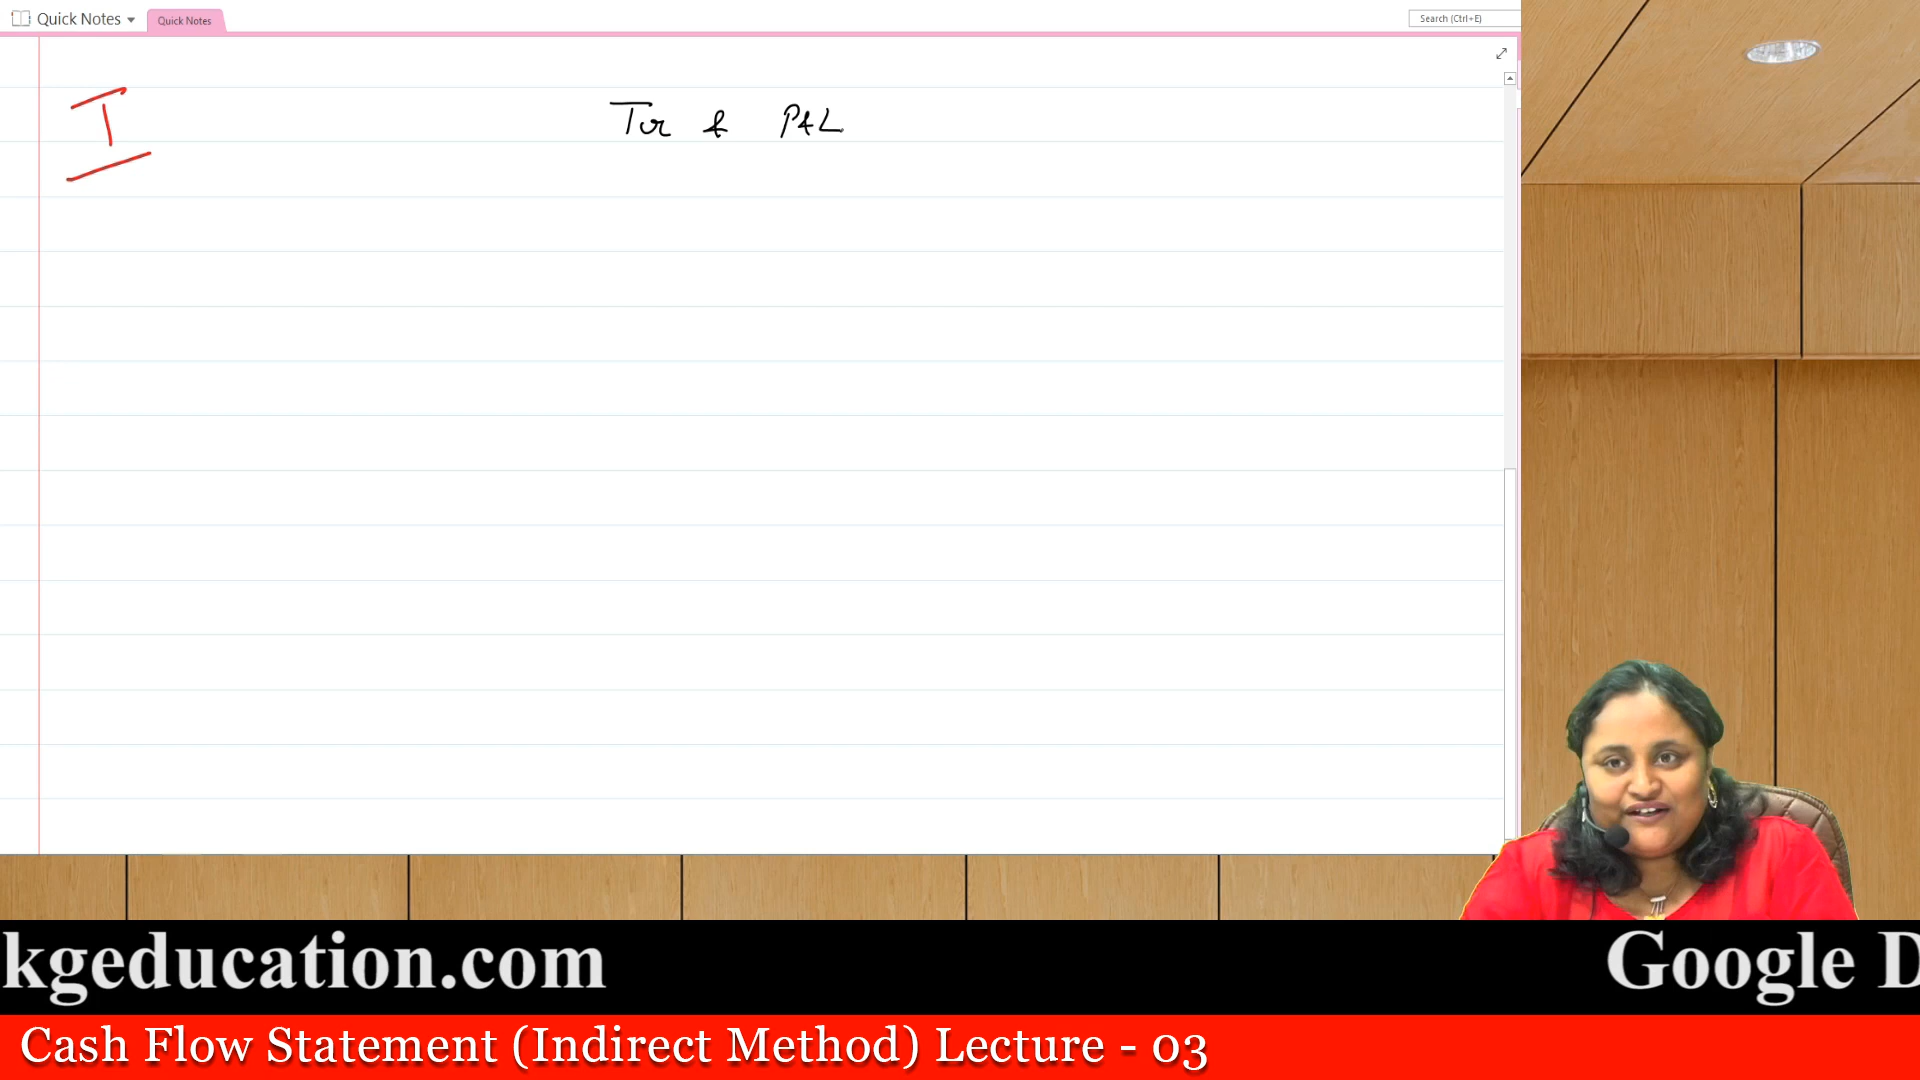 Quick Notes
Quick Notes
Search (Ctrl+E)
I
Tr & P&L
kgeducation.com
Google D
Cash Flow Statement (Indirect Method) Lecture - 03